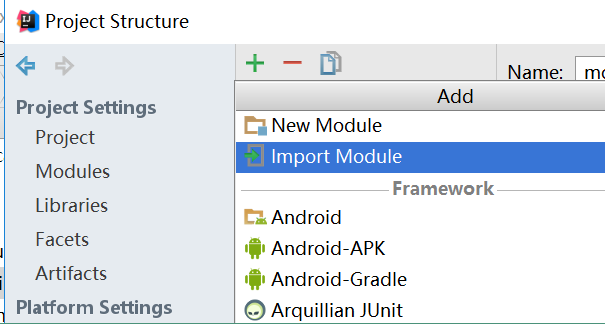 Project Structure
Name:
Add
New Module
Import Module
Framework
Android
Android-APK
Android-Gradle
Arquillian JUnit
Project Settings
Project
Modules
Libraries
Facets
Artifacts
Platform Settings